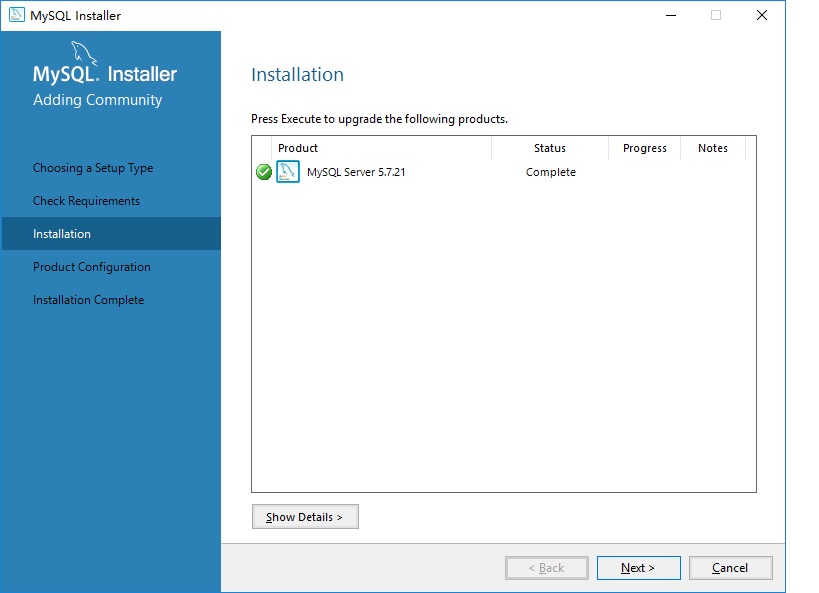 MySQL Installer
MySQL. Installer
Adding Community
Choosing a Setup Type
Check Requirements
Installation
Product Configuration
Installation Complete
Installation
Press Execute to upgrade the following products.
Product Status Progress Notes
MySQL Server 5.7.21 Complete
Show Details >
< Back Next > Cancel